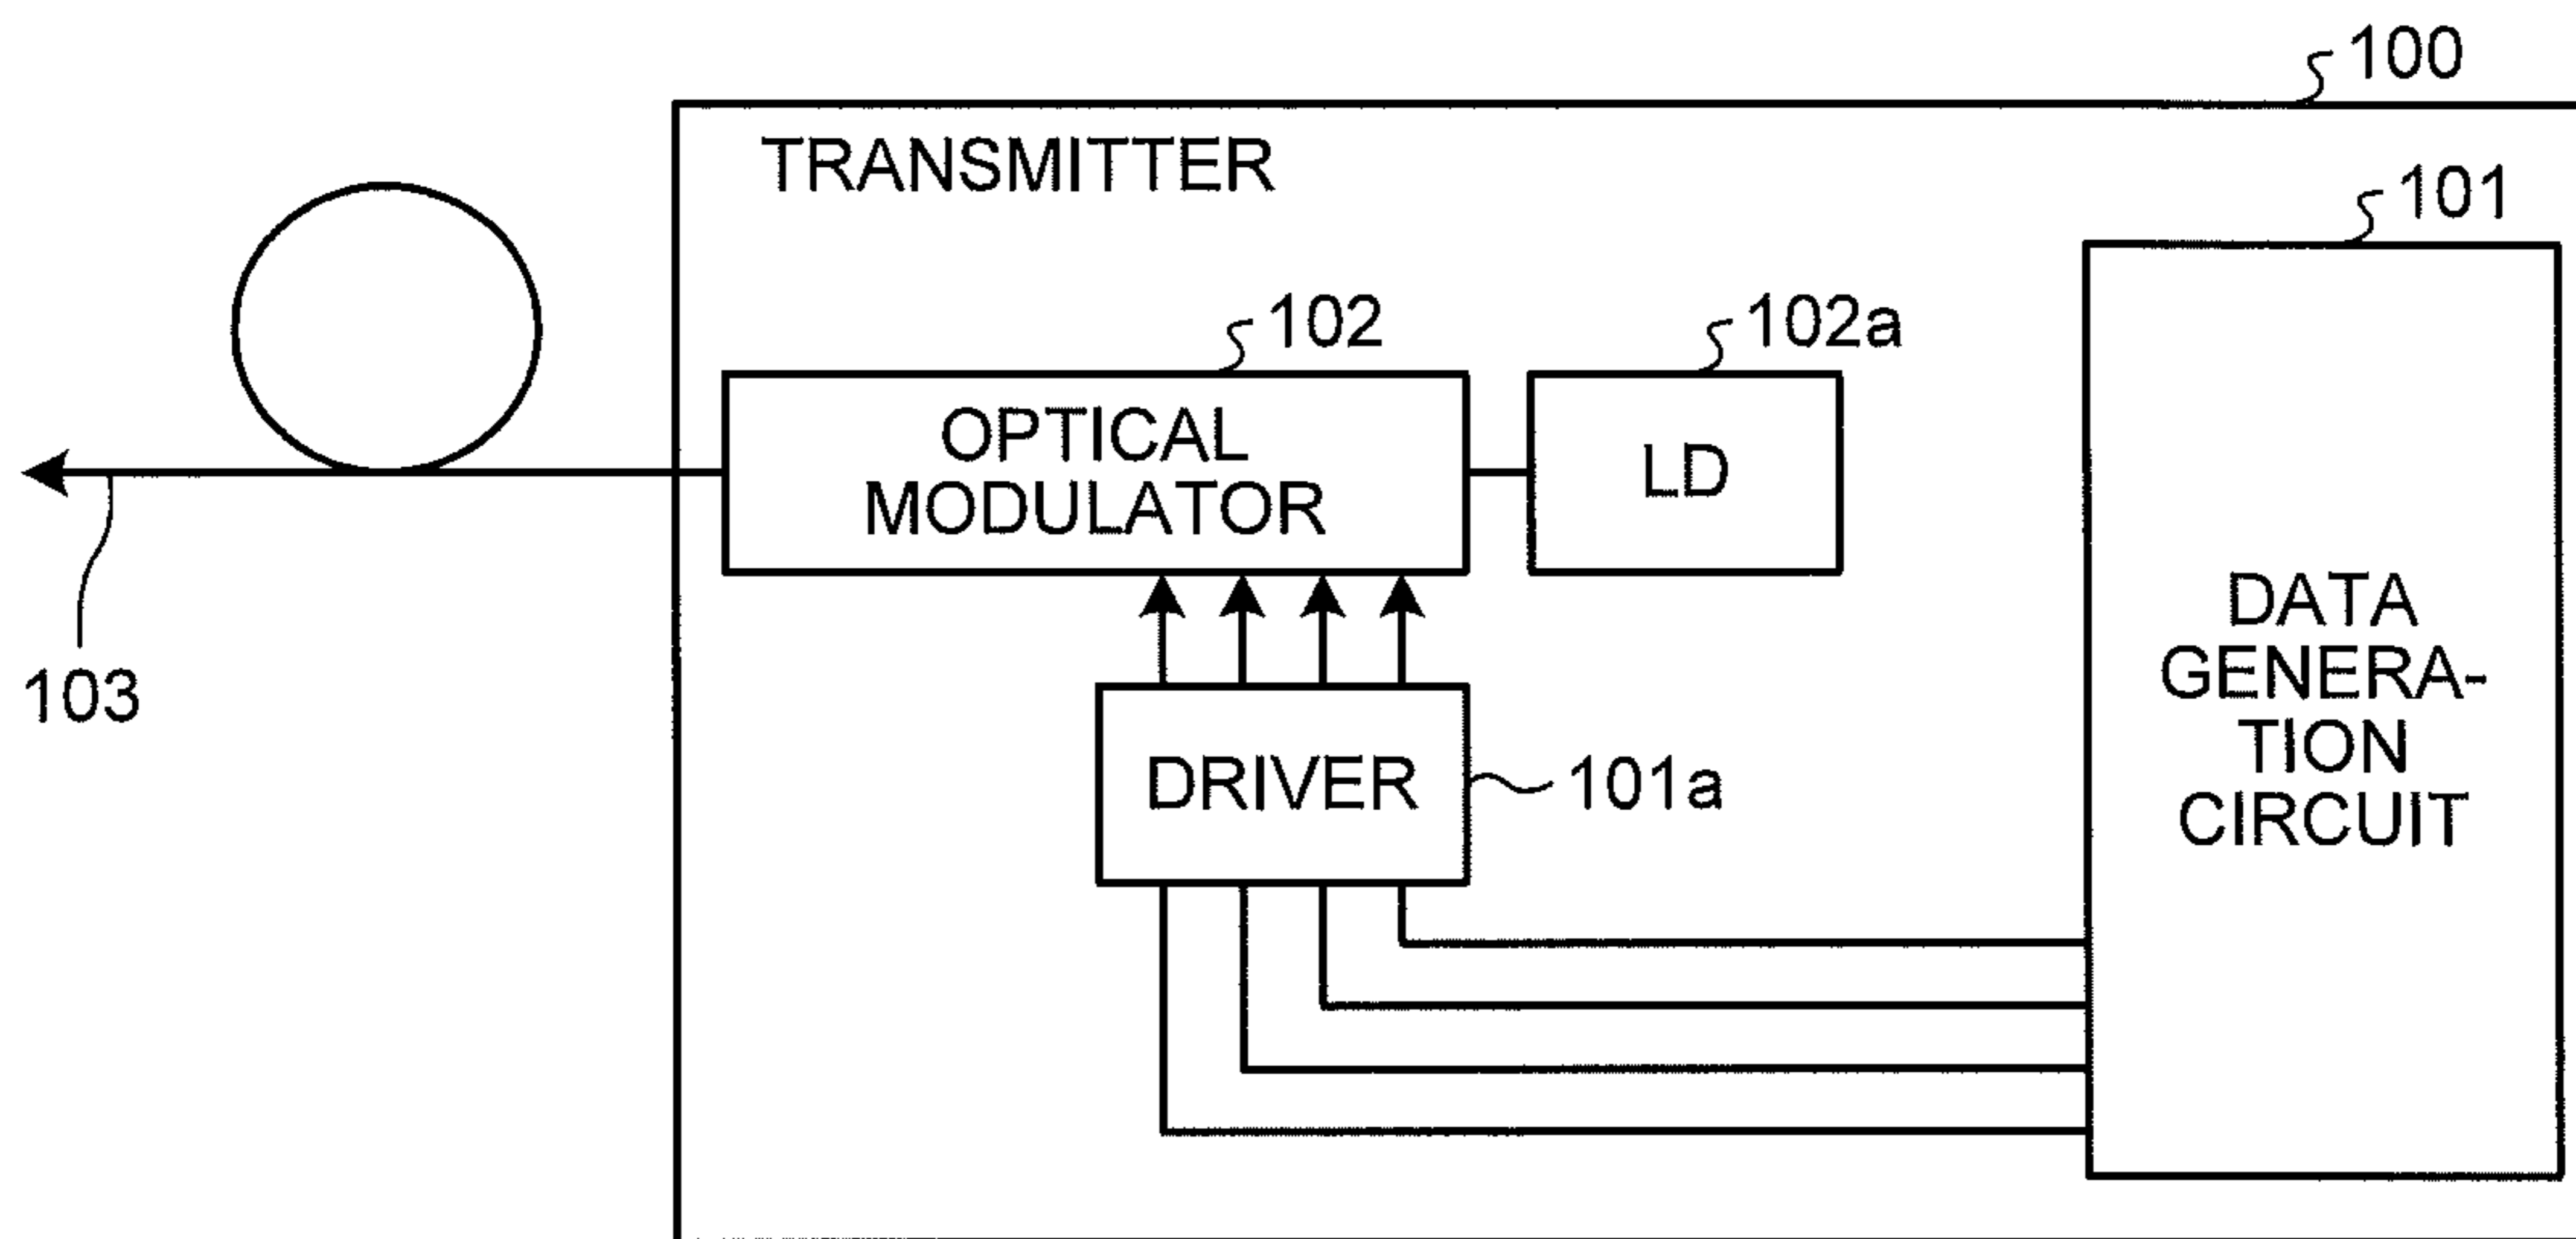 100
TRANSMITTER
101
102
102a
OPTICAL
MODULATOR
LD
DATA
GENERA-
TION
CIRCUIT
103
DRIVER
101a